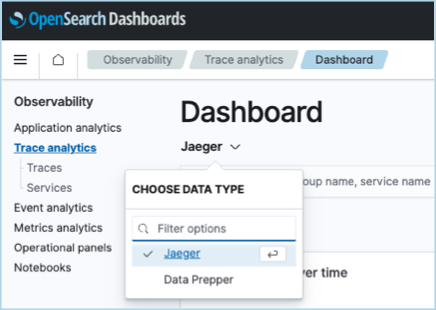 OpenSearch Dashboards
Observability
Trace analytics
Dashboard
Observability
Application analytics
Trace analytics
Traces
Services
Event analytics
Metrics analytics
Operational panels
Notebooks
Dashboard
Jaeger
oup name, service name
CHOOSE DATA TYPE
Filter options
Jaeger
Data Prepper
er time